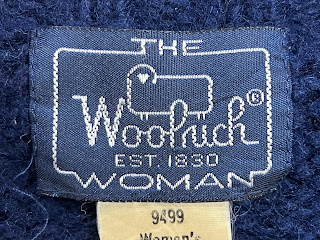 THE
Woolrich®
EST. 1830
WOMAN
9499
Women's